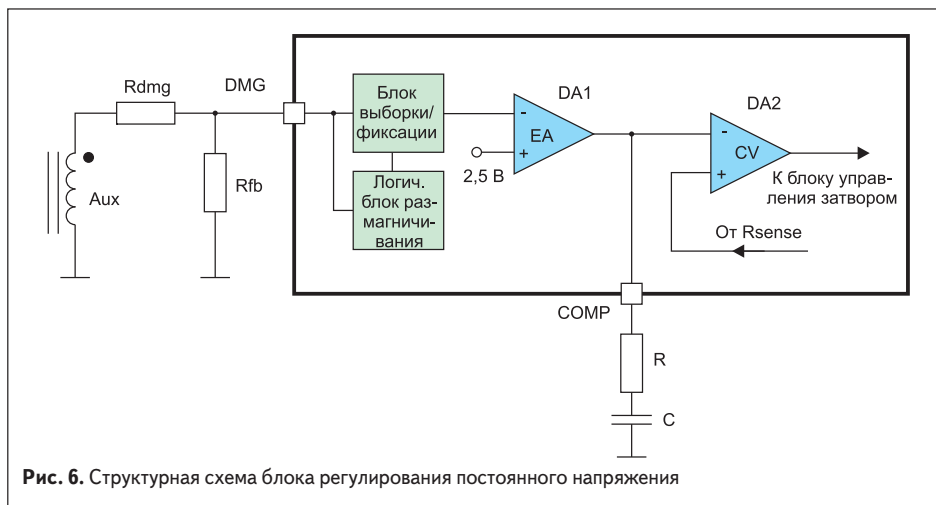 Rdmg
DMG
Aux
Rfb
Блок
выборки/
фиксации
Логич.
блок раз-
магничи-
вания
DA1
-
EA
+
2,5 В
DA2
-
CV
+
К блоку управ-
ления затвором
От Rsense
COMP
R
C
Рис. 6. Структурная схема блока регулирования постоянного напряжения